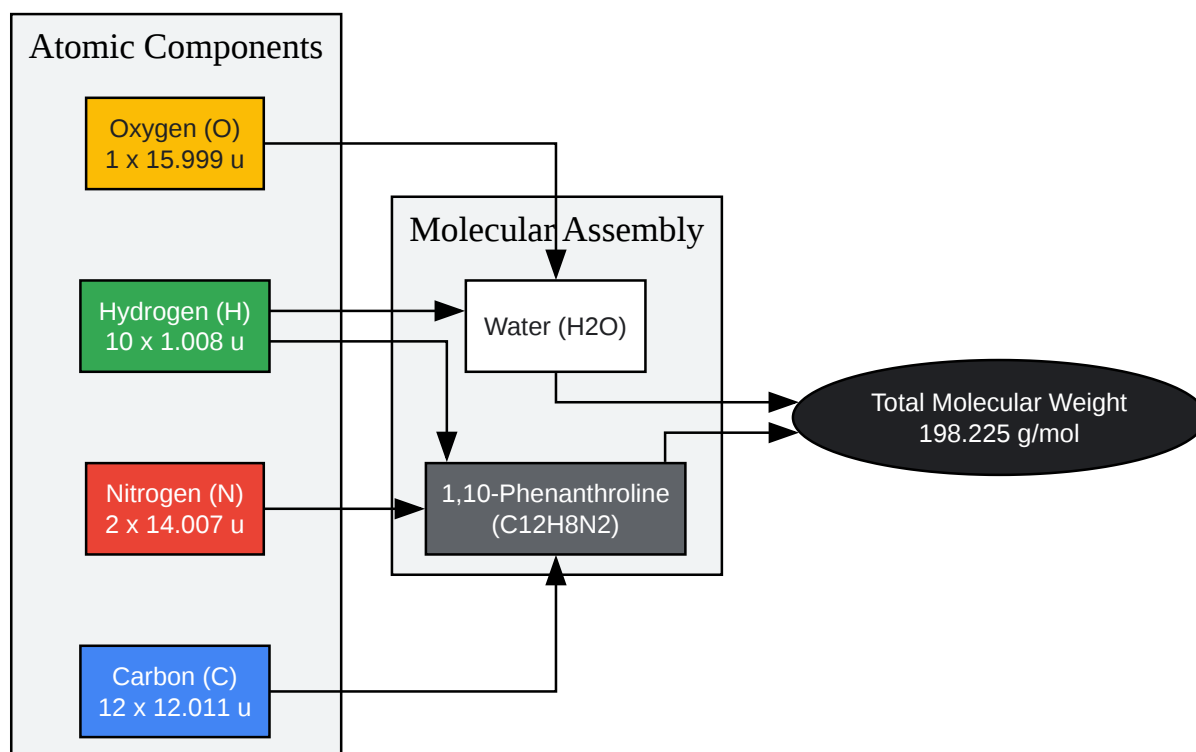 Atomic Components
Oxygen (O)
1 x 15.999 u
Hydrogen (H)
10 x 1.008 u
Nitrogen (N)
2 x 14.007 u
Carbon (C)
12 x 12.011 u
Molecular Assembly
Water (H2O)
1,10-Phenanthroline
(C12H8N2)
Total Molecular Weight
198.225 g/mol